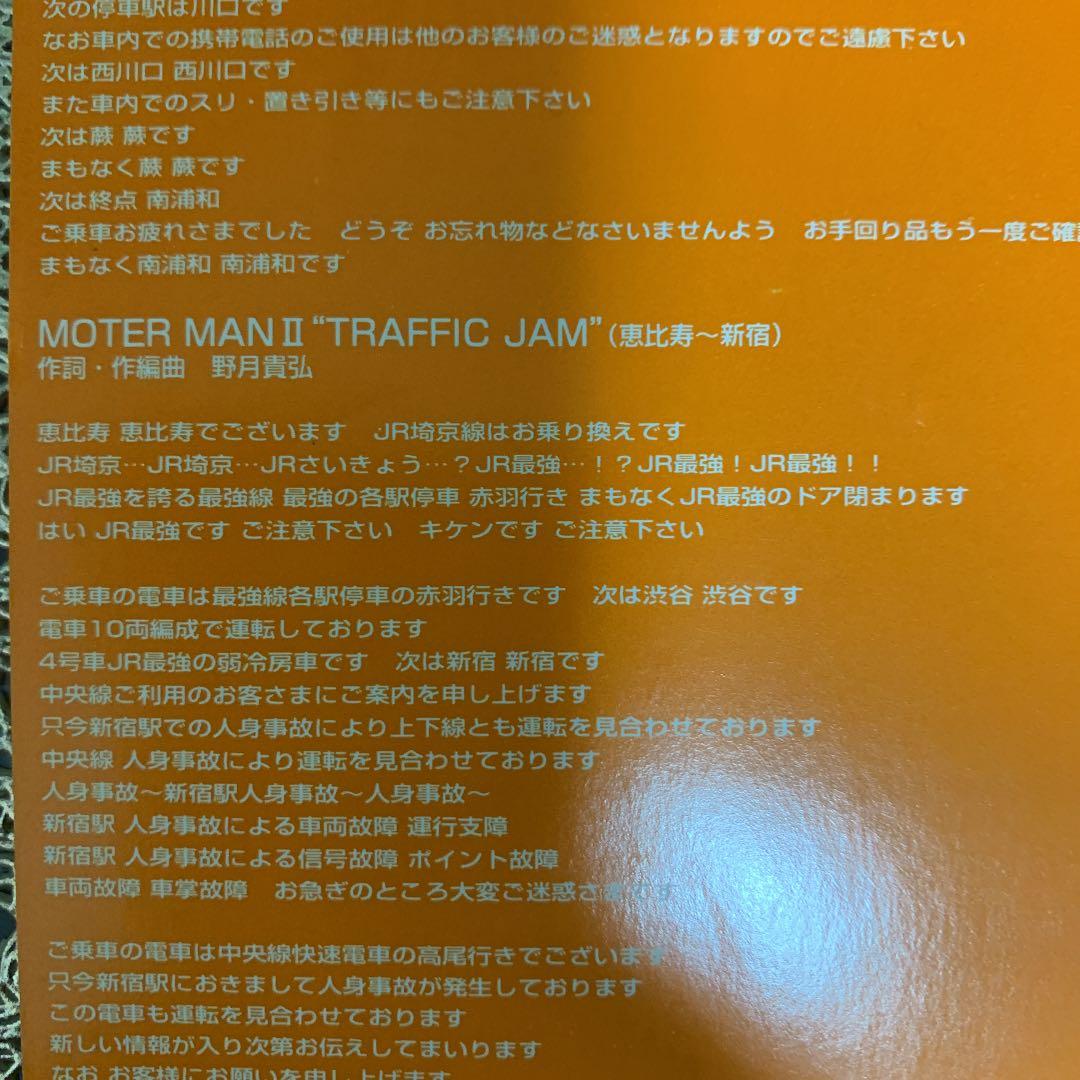 次の停車駅は川口です
なお車内での携帯電話のご使用は他のお客様のご迷惑となりますのでご遠慮下さい
次は西川口 西川口です
また車内でのスリ・置き引き等にもご注意下さい
次は蕨 蕨です
まもなく蕨 蕨です
次は終点 南浦和
ご乗車お疲れさまでした　どうぞ お忘れ物などなさいませんよう　お手回り品もう一度ご確認
まもなく南浦和 南浦和です
MOTER MANⅡ“TRAFFIC JAM”(恵比寿〜新宿)
作詞・作編曲　野月貴弘
恵比寿 恵比寿でございます　JR埼京線はお乗り換えです
JR埼京…JR埼京…JRさいきょう…？JR最強…！？JR最強！JR最強！！
JR最強を誇る最強線 最強の各駅停車 赤羽行き まもなくJR最強のドア閉まります
はい JR最強です ご注意下さい　キケンです ご注意下さい
ご乗車の電車は最強線各駅停車の赤羽行きです　次は渋谷 渋谷です
電車10両編成で運転しております
4号車JR最強の弱冷房車です　次は新宿 新宿です
中央線ご利用のお客さまにご案内を申し上げます
只今新宿駅での人身事故により上下線とも運転を見合わせております
中央線 人身事故により運転を見合わせております
人身事故〜新宿駅人身事故〜人身事故〜
新宿駅 人身事故による車両故障 運行支障
新宿駅 人身事故による信号故障 ポイント故障
車両故障 車掌故障　お急ぎのところ大変ご迷惑さまです
ご乗車の電車は中央線快速電車の高尾行きでございます
只今新宿駅におきまして人身事故が発生しております
この電車も運転を見合わせております
新しい情報が入り次第お伝えしてまいります
なお お客様にお願いを申し上げます